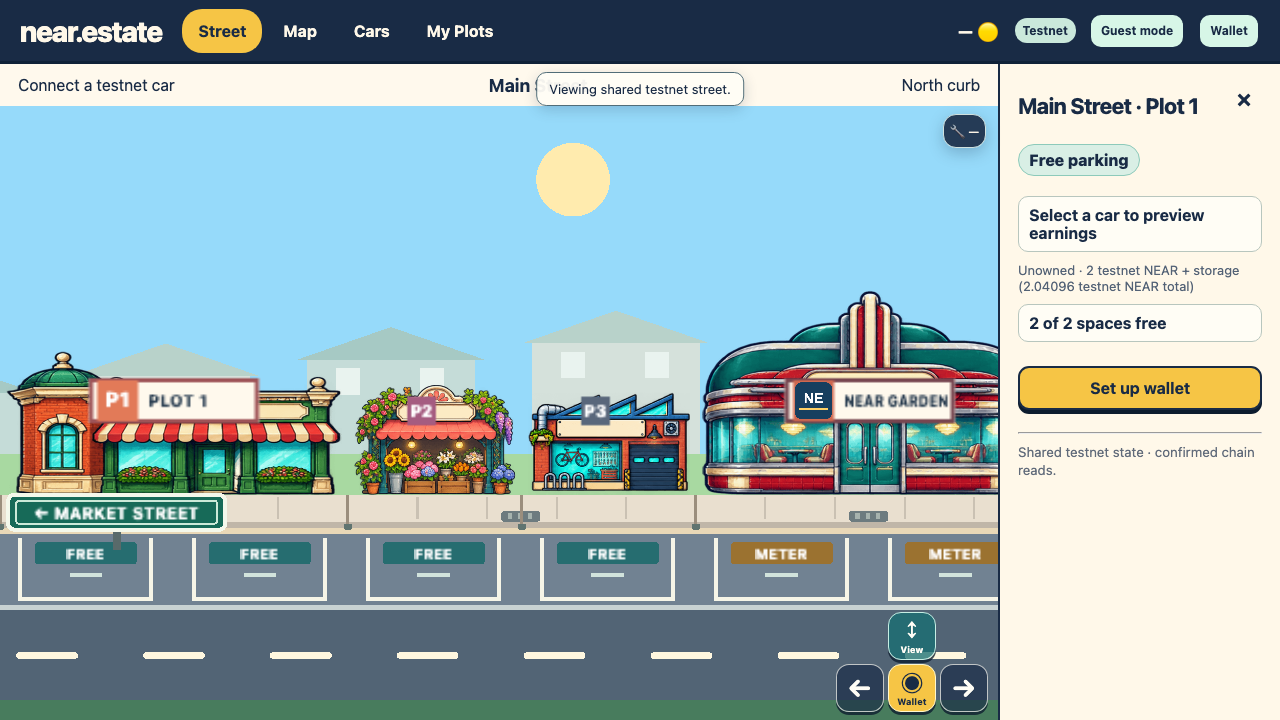 near.estate
Street
Map
Cars
My Plots
—
Testnet
Guest mode
Wallet
Connect a testnet car
Main
Viewing shared testnet street.
North curb
—
Main Street · Plot 1
×
Free parking
Select a car to preview
earnings
Unowned · 2 testnet NEAR + storage
(2.04096 testnet NEAR total)
2 of 2 spaces free
Set up wallet
Shared testnet state · confirmed chain
reads.
P1 PLOT 1
P2
P3
NE NEAR GARDEN
← MARKET STREET
FREE
FREE
FREE
FREE
METER
METER
View
Wallet